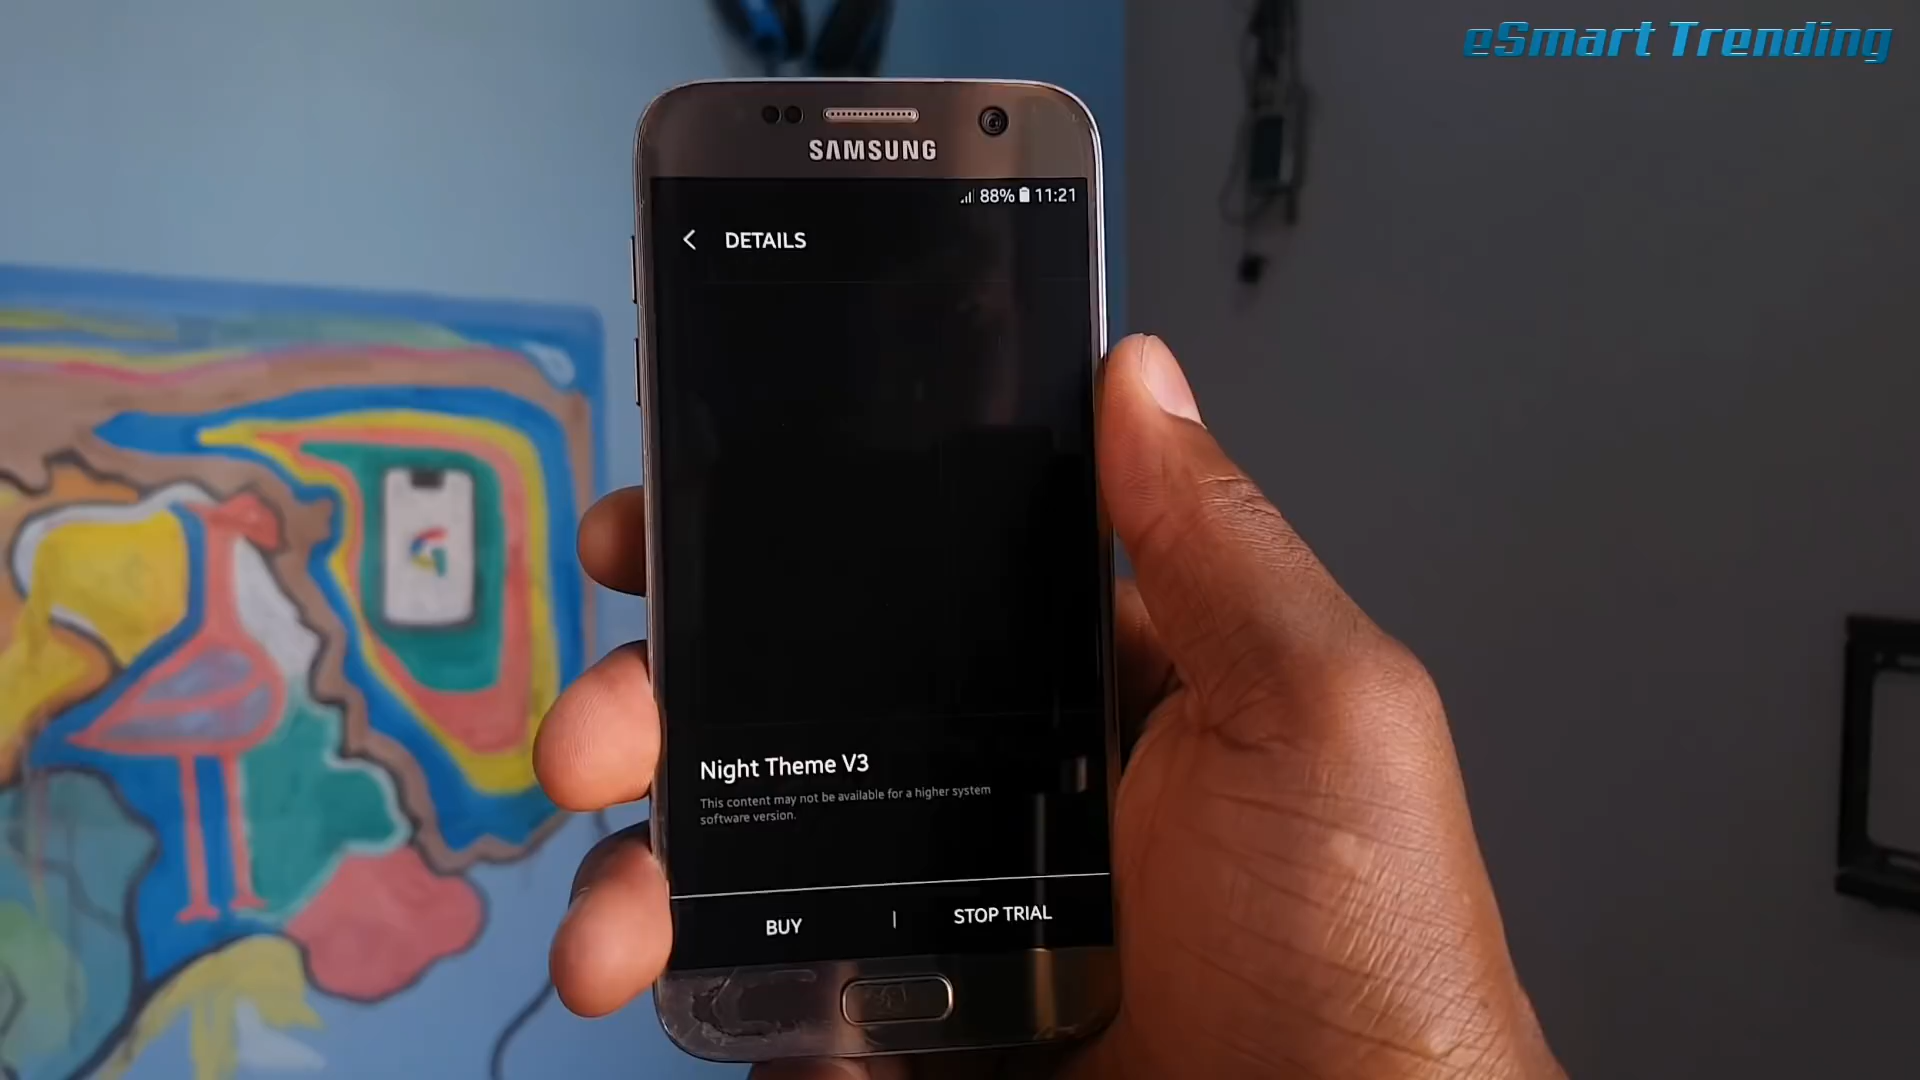 eSmart Trending
SAMSUNG
88% 11:21
DETAILS
Night Theme V3
This content may not be available for a higher system
software version.
BUY | STOP TRIAL